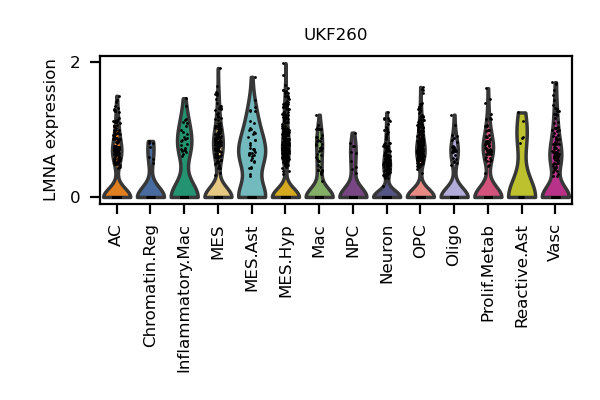 UKF260
LMNA expression
2
0
AC
Chromatin.Reg
Inflammatory.Mac
MES
MES.Ast
MES.Hyp
Mac
NPC
Neuron
OPC
Oligo
Prolif.Metab
Reactive.Ast
Vasc